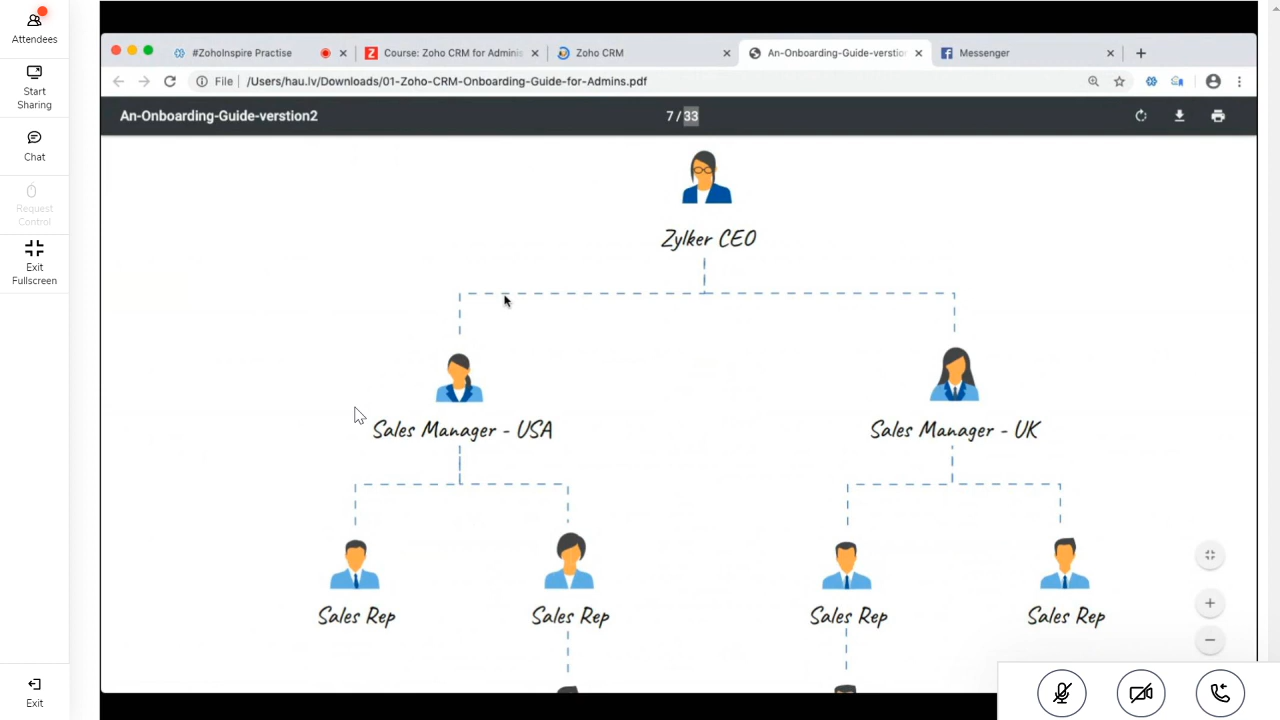 Attendees
Start
Sharing
Chat
Request
Control
Exit
Fullscreen
Exit
#ZohoInspire Practise
Course: Zoho CRM for Adminis
Zoho CRM
An-Onboarding-Guide-verstion
Messenger
File /Users/hau.lv/Downloads/01-Zoho-CRM-Onboarding-Guide-for-Admins.pdf
An-Onboarding-Guide-verstion2
7 / 33
Zylker CEO
Sales Manager - USA
Sales Manager - UK
Sales Rep
Sales Rep
Sales Rep
Sales Rep